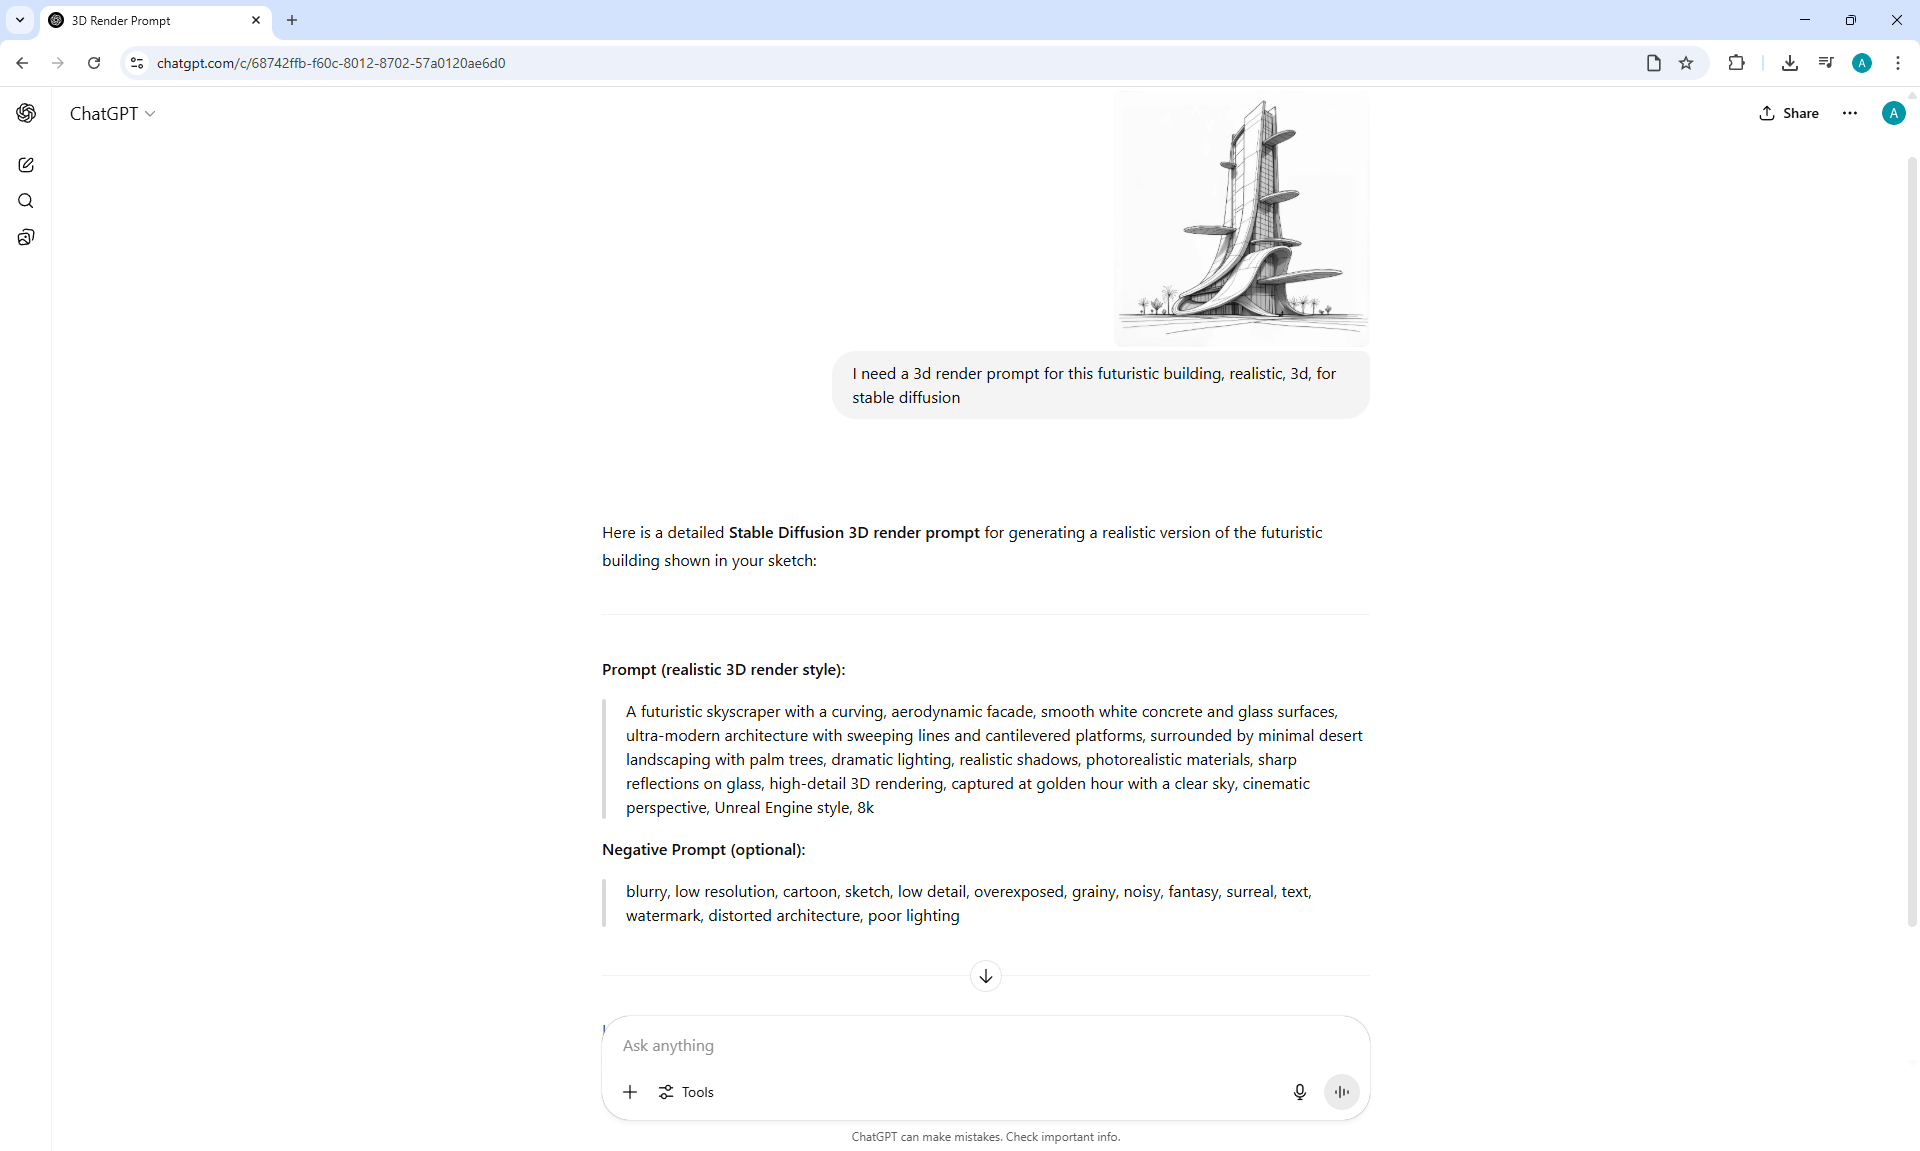 3D Render Prompt
chatgpt.com/c/68742ffb-f60c-8012-8702-57a0120ae6d0
A
ChatGPT
Share
A
I need a 3d render prompt for this futuristic building, realistic, 3d, for
stable diffusion
Here is a detailed Stable Diffusion 3D render prompt for generating a realistic version of the futuristic
building shown in your sketch:
Prompt (realistic 3D render style):
A futuristic skyscraper with a curving, aerodynamic facade, smooth white concrete and glass surfaces,
ultra-modern architecture with sweeping lines and cantilevered platforms, surrounded by minimal desert
landscaping with palm trees, dramatic lighting, realistic shadows, photorealistic materials, sharp
reflections on glass, high-detail 3D rendering, captured at golden hour with a clear sky, cinematic
perspective, Unreal Engine style, 8k
Negative Prompt (optional):
blurry, low resolution, cartoon, sketch, low detail, overexposed, grainy, noisy, fantasy, surreal, text,
watermark, distorted architecture, poor lighting
Ask anything
Tools
ChatGPT can make mistakes. Check important info.